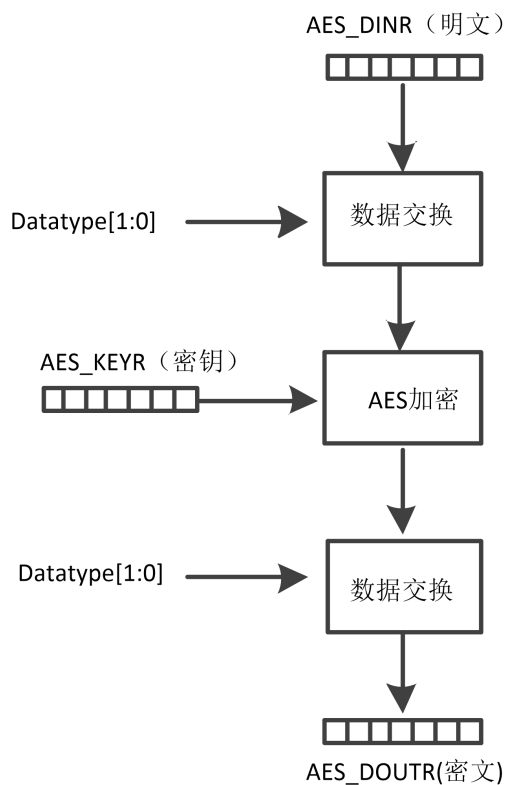 AES_DINR（明文）
数据交换
Datatype[1:0]
AES_KEYR（密钥）
AES加密
Datatype[1:0]
数据交换
AES_DOUTR(密文)